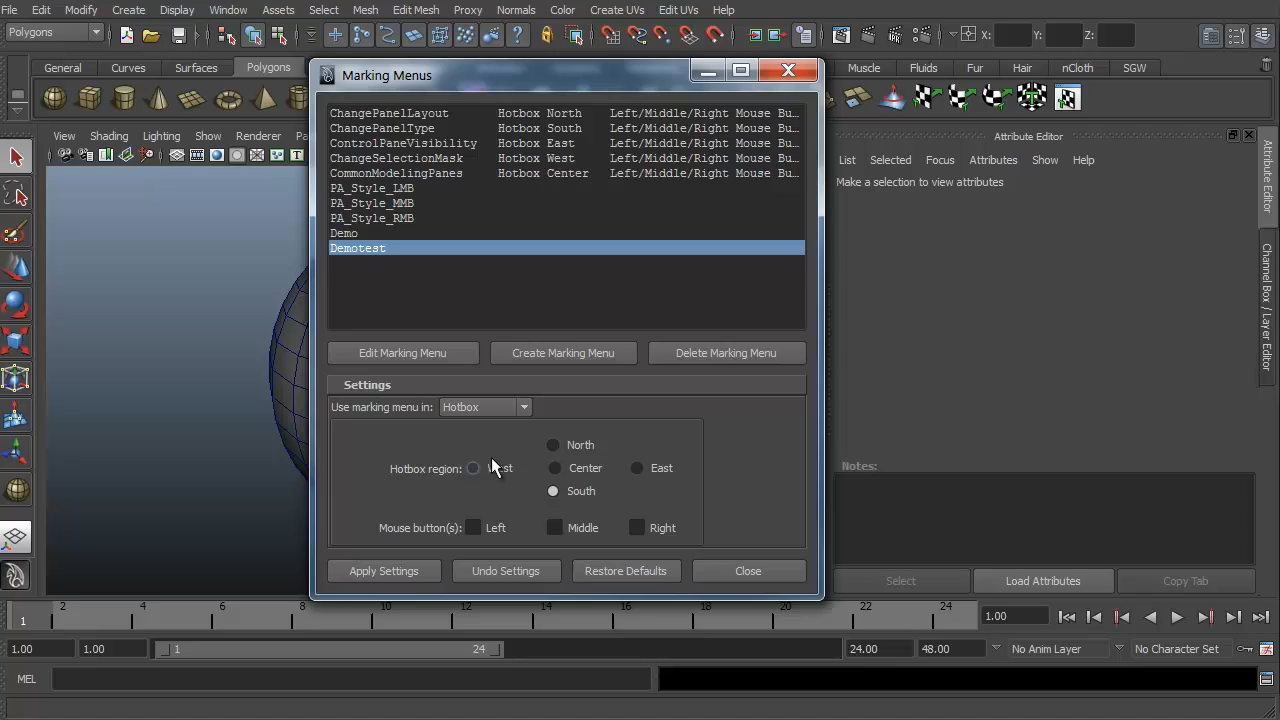 File Edit Modify Create Display Window Assets Select Mesh Edit Mesh Proxy Normals Color Create UVs Edit UVs Help
Polygons X: Y: Z:
General Curves Surfaces Polygons Muscle Fluids Fur Hair nCloth SGW
Marking Menus
View Shading Lighting Show Renderer Pa
Attribute Editor
List Selected Focus Attributes Show Help
Make a selection to view attributes
ChangePanelLayout Hotbox North Left/Middle/Right Mouse Bu...
ChangePanelType Hotbox South Left/Middle/Right Mouse Bu...
ControlPaneVisibility Hotbox East Left/Middle/Right Mouse Bu...
ChangeSelectionMask Hotbox West Left/Middle/Right Mouse Bu...
CommonModelingPanes Hotbox Center Left/Middle/Right Mouse Bu...
PA_Style_LMB
PA_Style_MMB
PA_Style_RMB
Demo
Demotest
Edit Marking Menu Create Marking Menu Delete Marking Menu
Settings
Use marking menu in: Hotbox
North
Hotbox region: West Center East
South
Mouse button(s): Left Middle Right
Apply Settings Undo Settings Restore Defaults Close
Notes:
Select Load Attributes Copy Tab
Attribute Editor
Channel Box / Layer Editor
1 2 4 6 8 10 12 14 16 18 20 22 24 1.00
1.00 1.00 1 24 24.00 48.00 No Anim Layer No Character Set
MEL